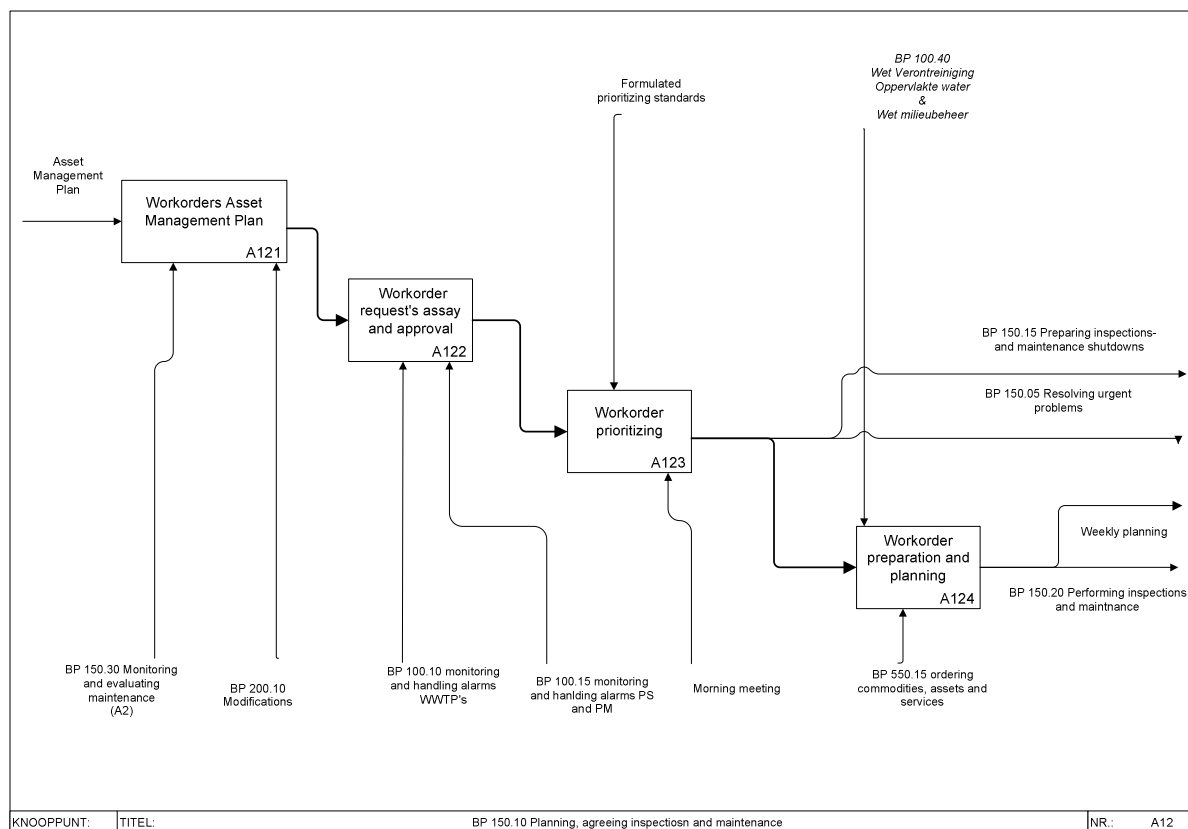 BP 100.40
Wet Verontreiniging
Oppervlakte water
&
Wet milieubeheer
Formulated
prioritizing standards
Asset
Management
Plan
Workorders Asset
Management Plan
A121
Workorder
request's assay
and approval
A122
BP 150.15 Preparing inspections-
and maintenance shutdowns
BP 150.05 Resolving urgent
problems
Workorder
prioritizing
A123
Weekly planning
Workorder
preparation and
planning
A124
BP 150.20 Performing inspections
and maintnance
BP 150.30 Monitoring
and evaluating
maintenance
(A2)
BP 200.10
Modifications
BP 100.10 monitoring
and handling alarms
WWTP's
BP 100.15 monitoring
and hanlding alarms PS
and PM
Morning meeting
BP 550.15 ordering
commodities, assets and
services
KNOOPPUNT:
TITEL:
BP 150.10 Planning, agreeing inspectiosn and maintenance
NR.:
A12